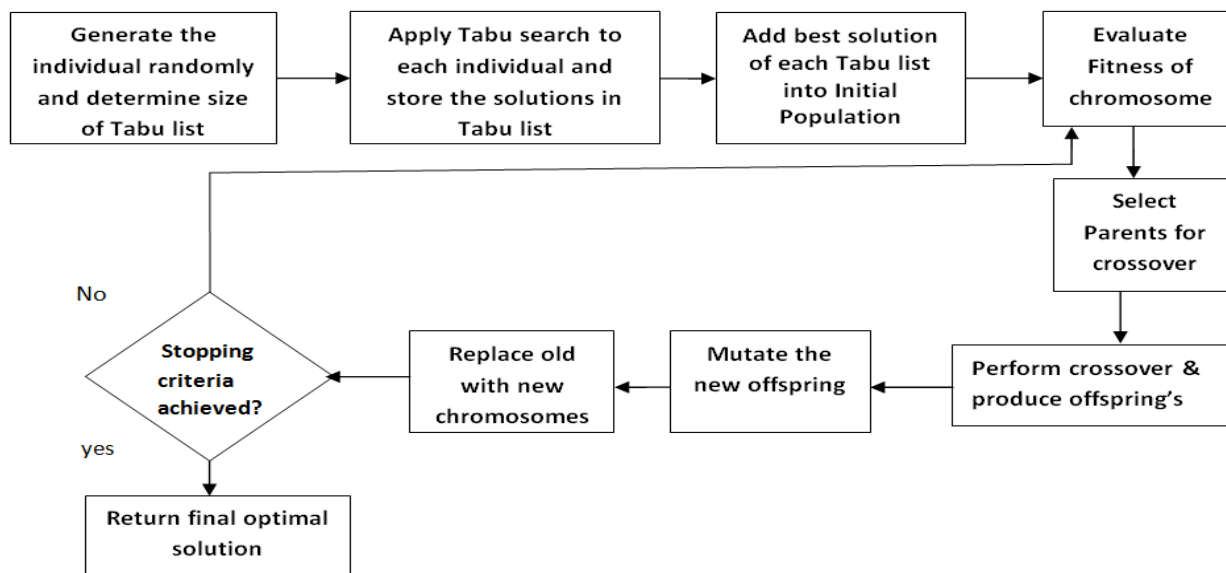 Generate the
individual randomly
and determine size
of Tabu list
Apply Tabu search to
each individual and
store the solutions in
Tabu list
Add best solution
of each Tabu list
into Initial
Population
Evaluate
Fitness of
chromosome
Select
Parents for
crossover
Perform crossover &
produce offspring's
Mutate the
new offspring
Replace old
with new
chromosomes
Stopping
criteria
achieved?
No
yes
Return final optimal
solution